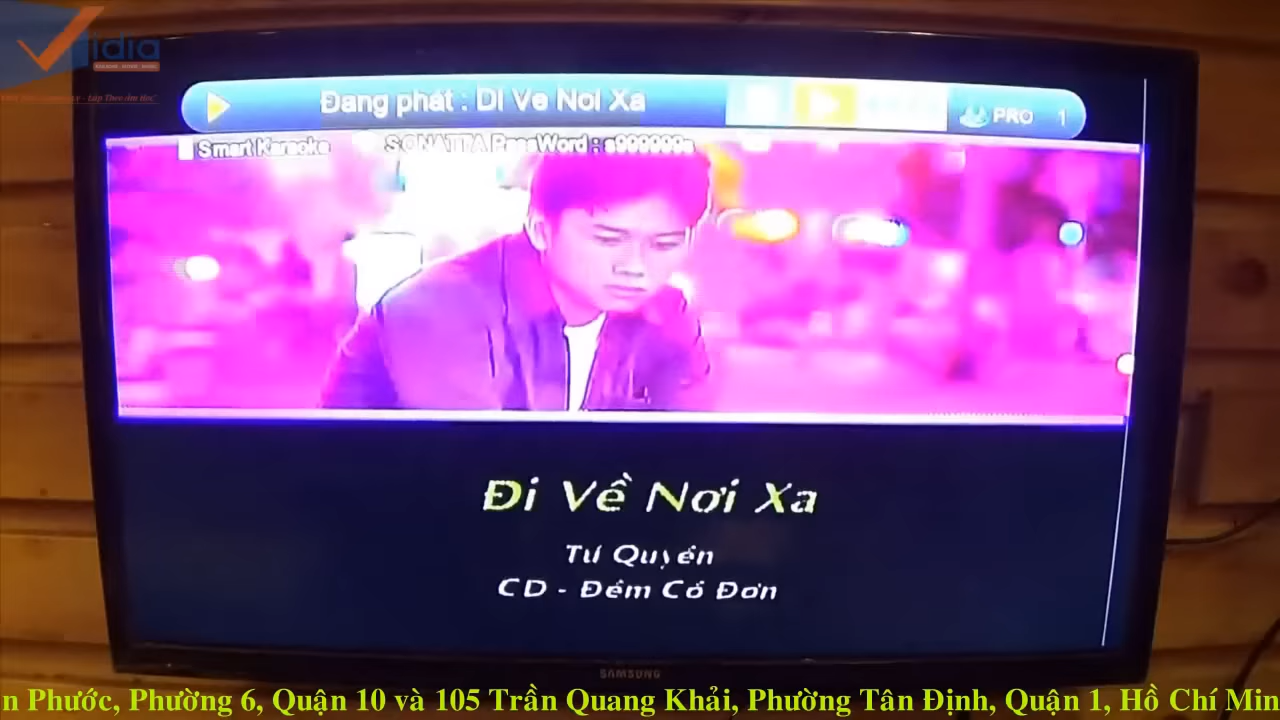 idia
Đang phát : Di Ve Noi Xa
PRO 1
Smart Karaoke SONATTA PassWord :
Đi Về Nơi Xa
Tú Quyên
CD - Đêm Cô Đơn
SAMSUNG
n Phước, Phường 6, Quận 10 và 105 Trần Quang Khải, Phường Tân Định, Quận 1, Hồ Chí Min